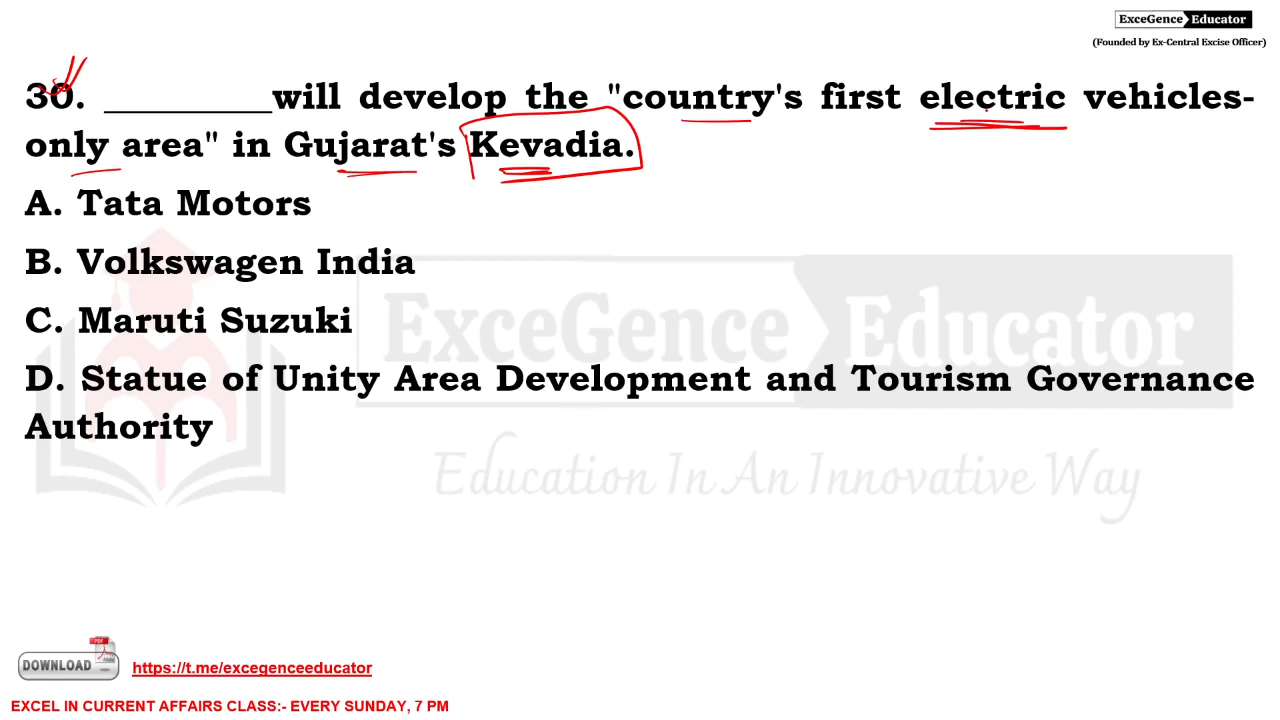 ExceGence Educator
(Founded by Ex-Central Excise Officer)
30. _________will develop the "country's first electric vehicles-
only area" in Gujarat's Kevadia.
A. Tata Motors
B. Volkswagen India
C. Maruti Suzuki
D. Statue of Unity Area Development and Tourism Governance
Authority
ExceGence Educator
Education In An Innovative Way
PDF
DOWNLOAD
https://t.me/excegenceeducator
EXCEL IN CURRENT AFFAIRS CLASS:- EVERY SUNDAY, 7 PM